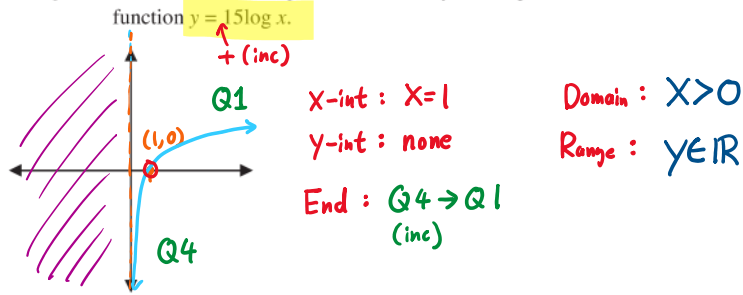 function y = 15log x.
+ (inc)
Q1
(1,0)
Q4
X-int : X=1
Y-int : none
End : Q4→Q1
(inc)
Domain : X>0
Range : y∈ℝ